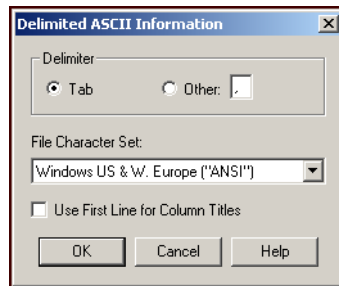 Delimited ASCII Information
Delimiter
Tab
Other: ,
File Character Set:
Windows US & W. Europe ("ANSI")
Use First Line for Column Titles
OK Cancel Help